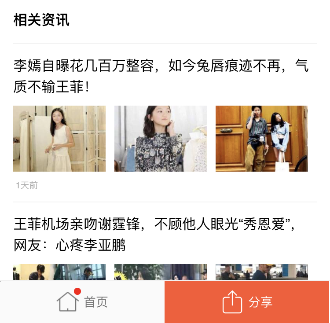 相关资讯
李嫣自曝花几百万整容，如今兔唇痕迹不再，气
质不输王菲！
1天前
王菲机场亲吻谢霆锋，不顾他人眼光“秀恩爱”，
网友：心疼李亚鹏
首页
分享